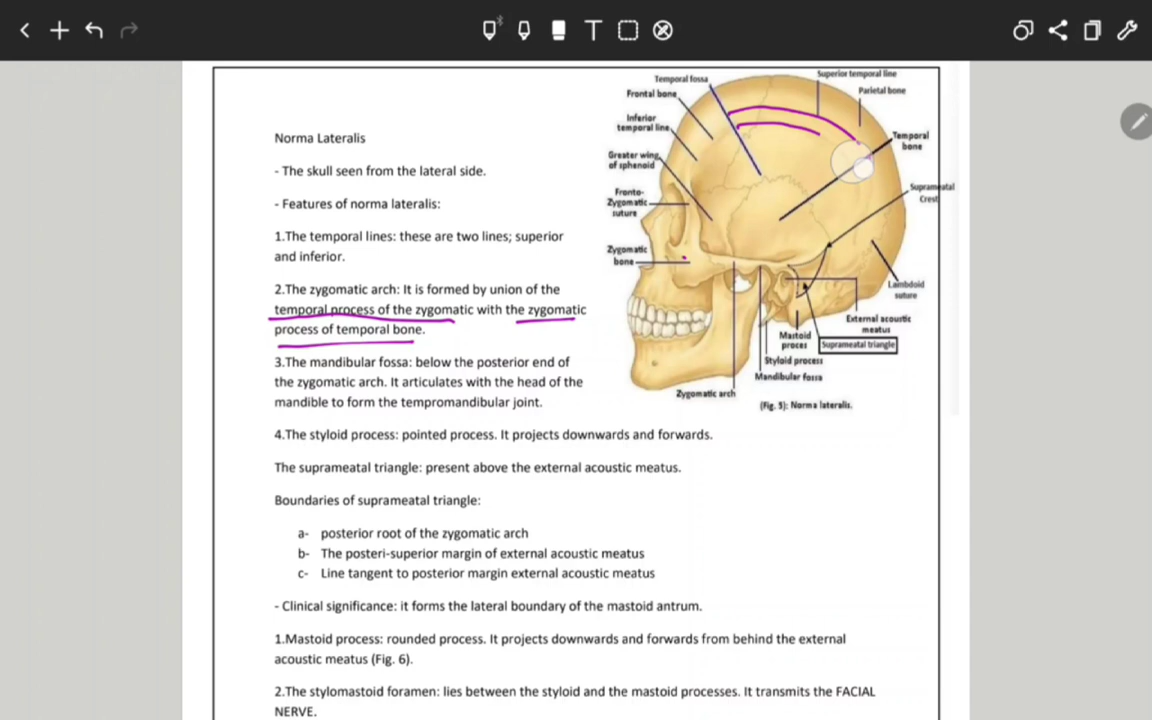 Norma Lateralis
- The skull seen from the lateral side.
- Features of norma lateralis:
1.The temporal lines: these are two lines; superior
and inferior.
2.The zygomatic arch: It is formed by union of the
temporal process of the zygomatic with the zygomatic
process of temporal bone.
3.The mandibular fossa: below the posterior end of
the zygomatic arch. It articulates with the head of the
mandible to form the tempromandibular joint.
4.The styloid process: pointed process. It projects downwards and forwards.
The suprameatal triangle: present above the external acoustic meatus.
Boundaries of suprameatal triangle:
a- posterior root of the zygomatic arch
b- The posteri-superior margin of external acoustic meatus
c- Line tangent to posterior margin external acoustic meatus
- Clinical significance: it forms the lateral boundary of the mastoid antrum.
1.Mastoid process: rounded process. It projects downwards and forwards from behind the external
acoustic meatus (Fig. 6).
2.The stylomastoid foramen: lies between the styloid and the mastoid processes. It transmits the FACIAL
NERVE.
Temporal fossa
Frontal bone
Inferior
temporal line
Greater wing
of sphenoid
Fronto-
Zygomatic
suture
Zygomatic
bone
Superior temporal line
Parietal bone
Temporal
bone
Suprameatal
Crest
Lambdoid
suture
External acoustic
meatus
Suprameatal triangle
Mastoid
proces
Styloid process
Mandibular fossa
Zygomatic arch
(Fig. 5): Norma lateralis.